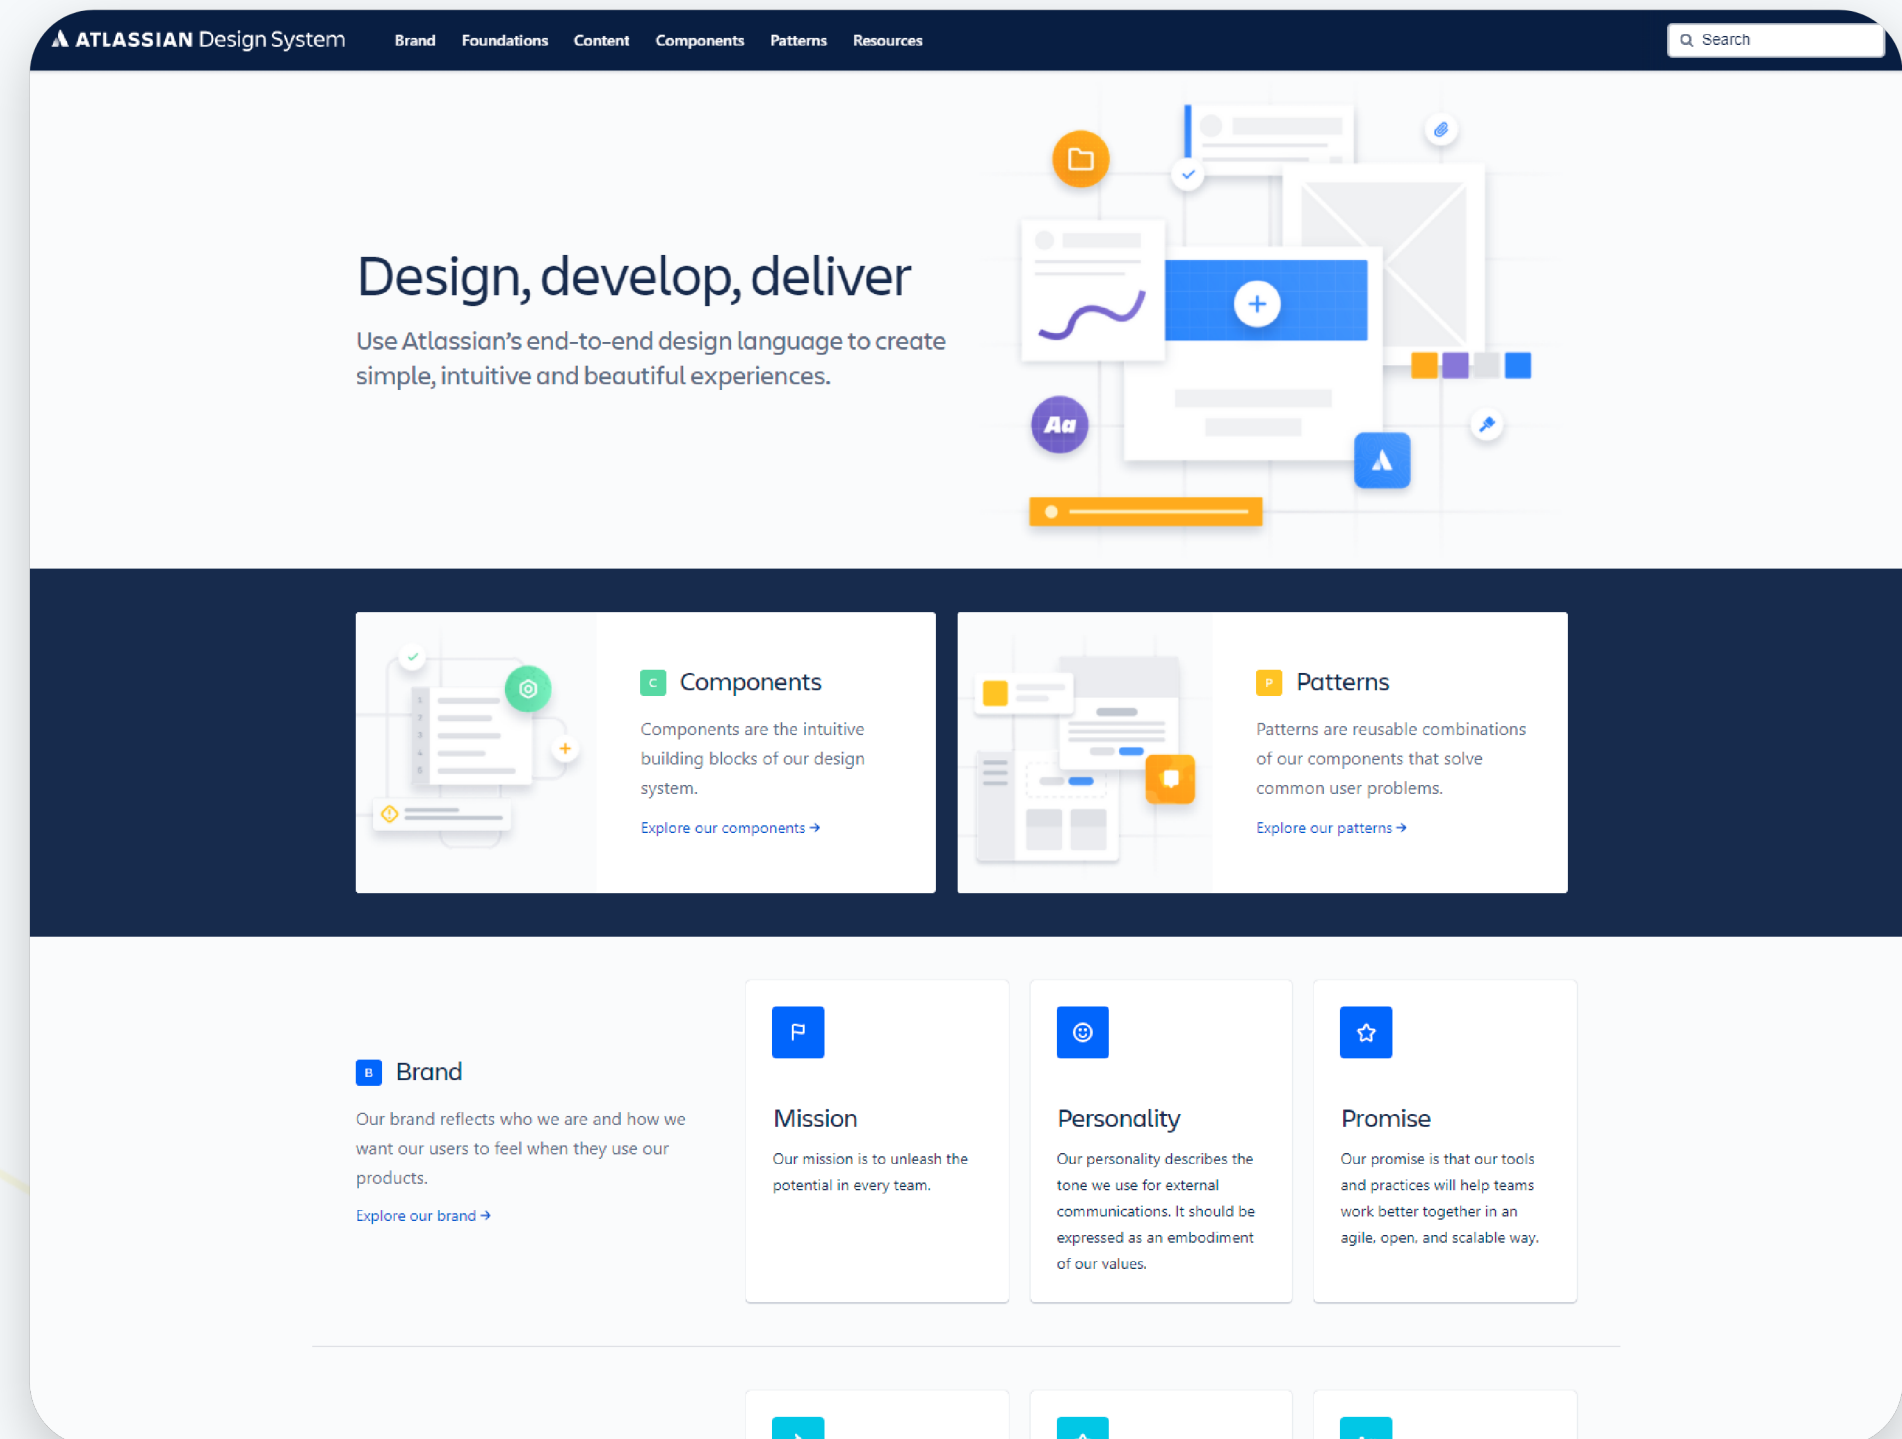 ATLASSIAN Design System
Brand Foundations Content Components Patterns Resources
Search
Design, develop, deliver
Use Atlassian's end-to-end design language to create
simple, intuitive and beautiful experiences.
Aa
C Components
Components are the intuitive
building blocks of our design
system.
Explore our components →
P Patterns
Patterns are reusable combinations
of our components that solve
common user problems.
Explore our patterns →
B Brand
Our brand reflects who we are and how we
want our users to feel when they use our
products.
Explore our brand →
Mission
Our mission is to unleash the
potential in every team.
Personality
Our personality describes the
tone we use for external
communications. It should be
expressed as an embodiment
of our values.
Promise
Our promise is that our tools
and practices will help teams
work better together in an
agile, open, and scalable way.